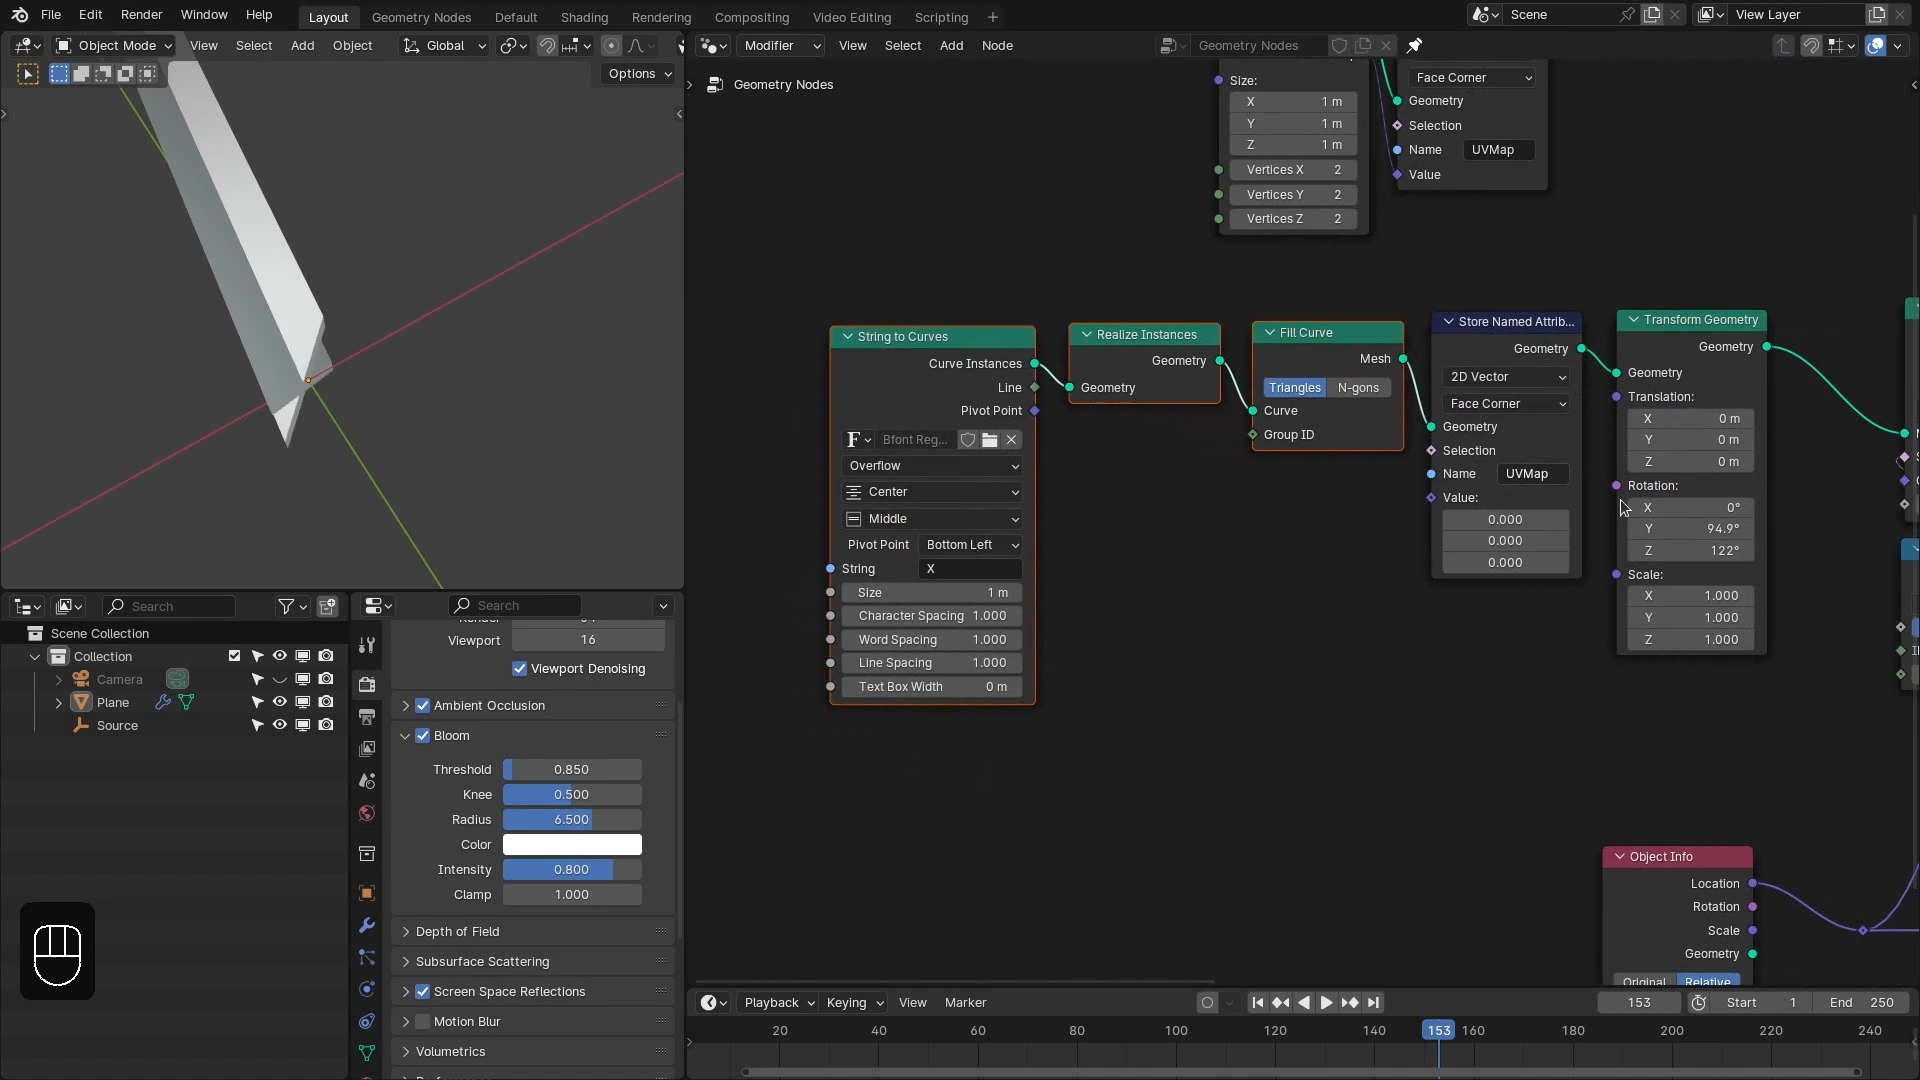 File Edit Render Window Help Layout Geometry Nodes Default Shading Rendering Compositing Video Editing Scripting + Scene View Layer
Object Mode View Select Add Object Global
Options
Modifier View Select Add Node Geometry Nodes
Geometry Nodes
Size:
X 1 m
Y 1 m
Z 1 m
Vertices X 2
Vertices Y 2
Vertices Z 2
Face Corner
Geometry
Selection
Name UVMap
Value
String to Curves
Curve Instances
Line
Pivot Point
F Bfont Reg...
Overflow
Center
Middle
Pivot Point Bottom Left
String X
Size 1 m
Character Spacing 1.000
Word Spacing 1.000
Line Spacing 1.000
Text Box Width 0 m
Realize Instances
Geometry
Geometry
Fill Curve
Mesh
Triangles N-gons
Curve
Group ID
Store Named Attrib...
Geometry
2D Vector
Face Corner
Geometry
Selection
Name UVMap
Value:
0.000
0.000
0.000
Transform Geometry
Geometry
Geometry
Translation:
X 0 m
Y 0 m
Z 0 m
Rotation:
X 0°
Y 94.9°
Z 122°
Scale:
X 1.000
Y 1.000
Z 1.000
Object Info
Location
Rotation
Scale
Geometry
Original Relative
Search
Scene Collection
Collection
Camera
Plane
Source
Search
Viewport 16
Viewport Denoising
Ambient Occlusion
Bloom
Threshold 0.850
Knee 0.500
Radius 6.500
Color
Intensity 0.800
Clamp 1.000
Depth of Field
Subsurface Scattering
Screen Space Reflections
Motion Blur
Volumetrics
Playback Keying View Marker 153 Start 1 End 250
20 40 60 80 100 120 140 153 160 180 200 220 240